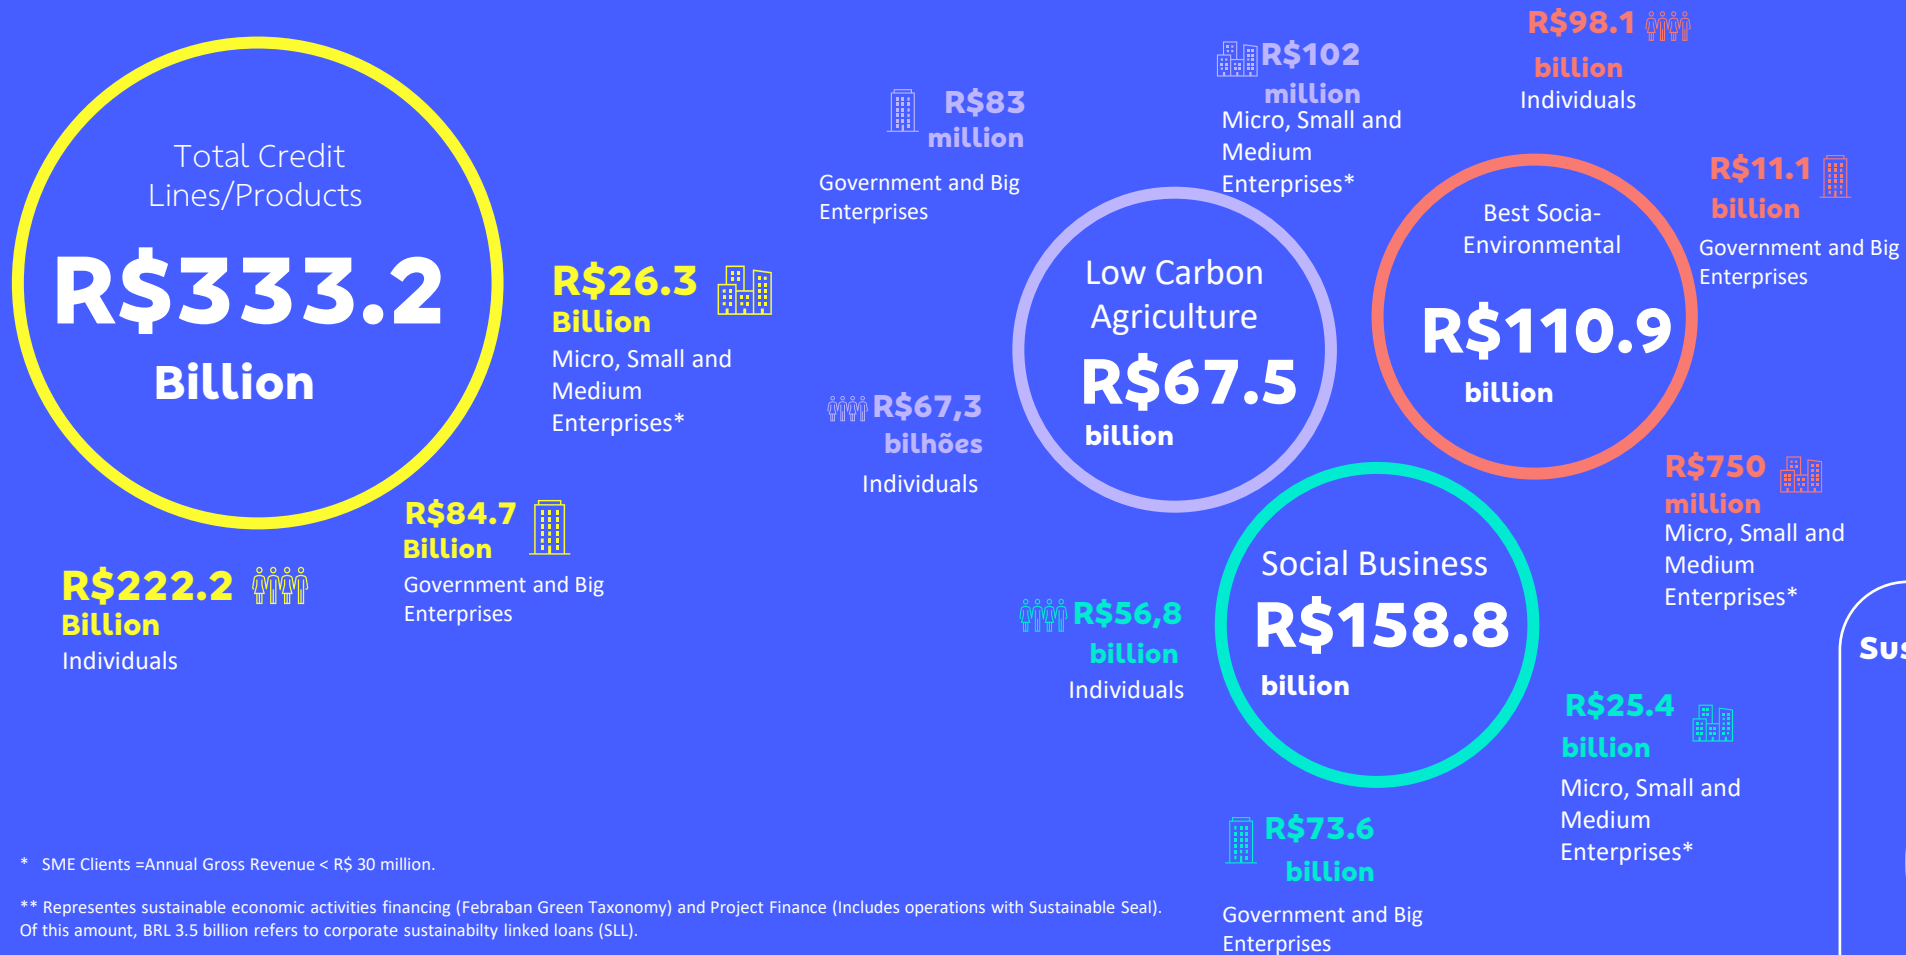 Total Credit
Lines/Products
R$333.2
Billion
R$26.3
Billion
Micro, Small and
Medium
Enterprises*
R$84.7
Billion
Government and Big
Enterprises
R$222.2
Billion
Individuals
R$83
million
Government and Big
Enterprises
R$102
million
Micro, Small and
Medium
Enterprises*
Low Carbon
Agriculture
R$67.5
billion
R$67,3
bilhões
Individuals
R$98.1
billion
Individuals
R$11.1
billion
Government and Big
Enterprises
Best Socia-
Environmental
R$110.9
billion
R$750
million
Micro, Small and
Medium
Enterprises*
Social Business
R$158.8
billion
R$56,8
billion
Individuals
R$25.4
billion
Micro, Small and
Medium
Enterprises*
R$73.6
billion
Government and Big
Enterprises
* SME Clients =Annual Gross Revenue < R$ 30 million.
** Representes sustainable economic activities financing (Febraban Green Taxonomy) and Project Finance (Includes operations with Sustainable Seal).
Of this amount, BRL 3.5 billion refers to corporate sustainabilty linked loans (SLL).